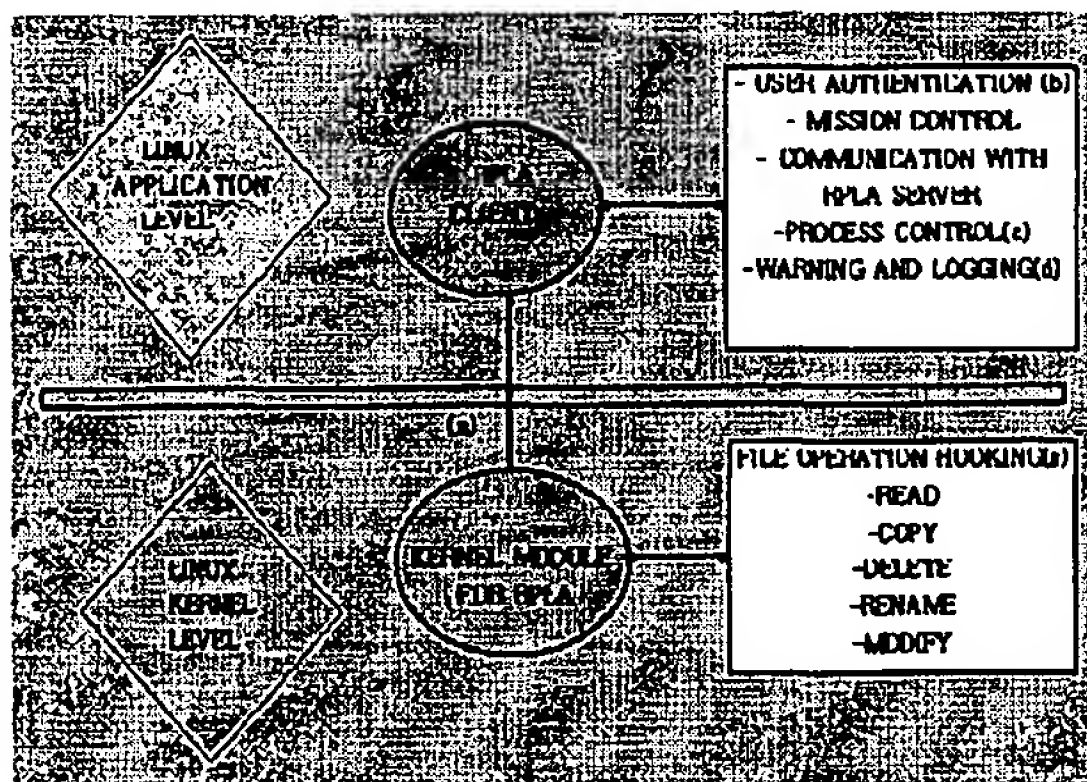 LINUX
APPLICATION
LEVEL
RPLA
CLIENT
- USER AUTHENTICATION (b)
- MISSION CONTROL
- COMMUNICATION WITH
RPLA SERVER
-PROCESS CONTROL(c)
-WARNING AND LOGGING(d)
(a)
LINUX
KERNEL
LEVEL
KERNEL MODULE
FOR RPLA
FILE OPERATION HOOKING(e)
-READ
-COPY
-DELETE
-RENAME
-MODIFY